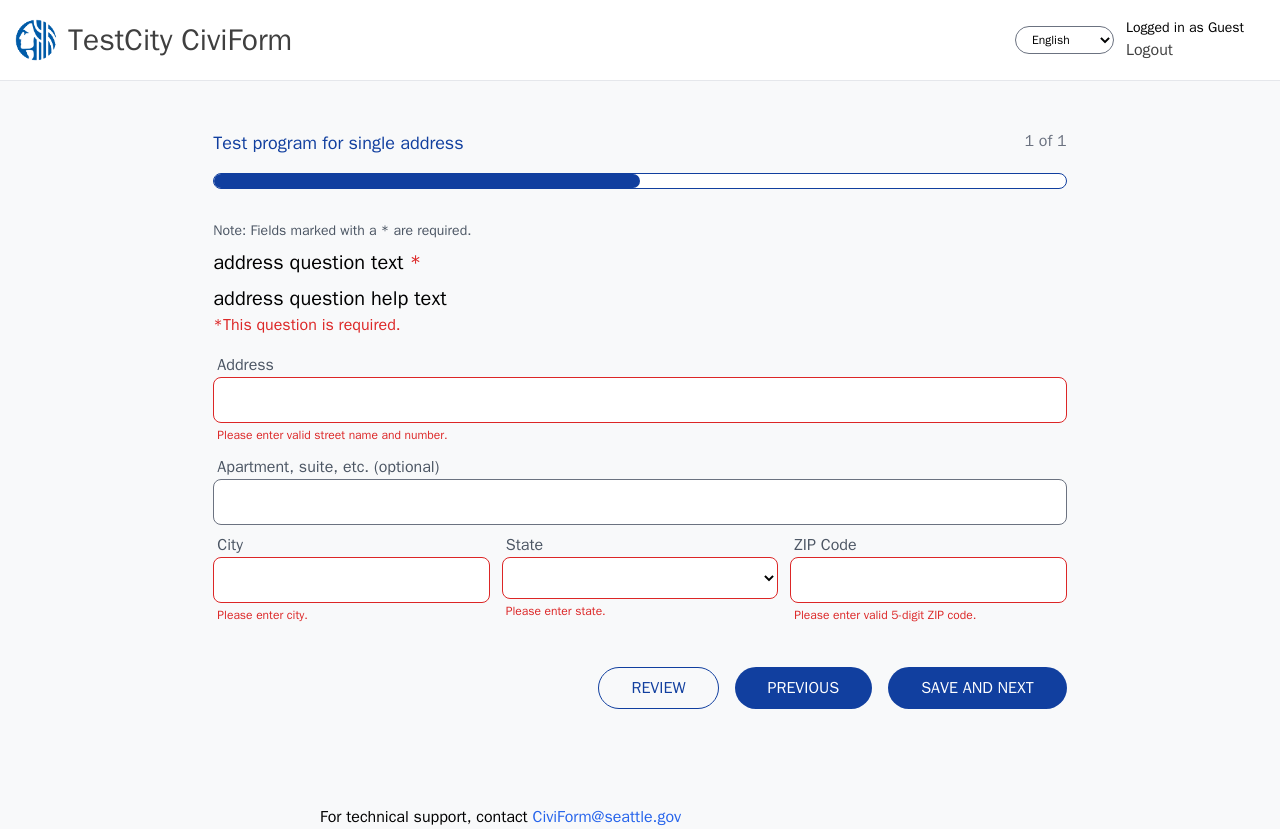 TestCity CiviForm
English
Logged in as Guest
Logout
Test program for single address
1 of 1
Note: Fields marked with a * are required.
address question text *
address question help text
*This question is required.
Address
Please enter valid street name and number.
Apartment, suite, etc. (optional)
City State ZIP Code
Please enter city. Please enter state. Please enter valid 5-digit ZIP code.
REVIEW PREVIOUS SAVE AND NEXT
For technical support, contact CiviForm@seattle.gov